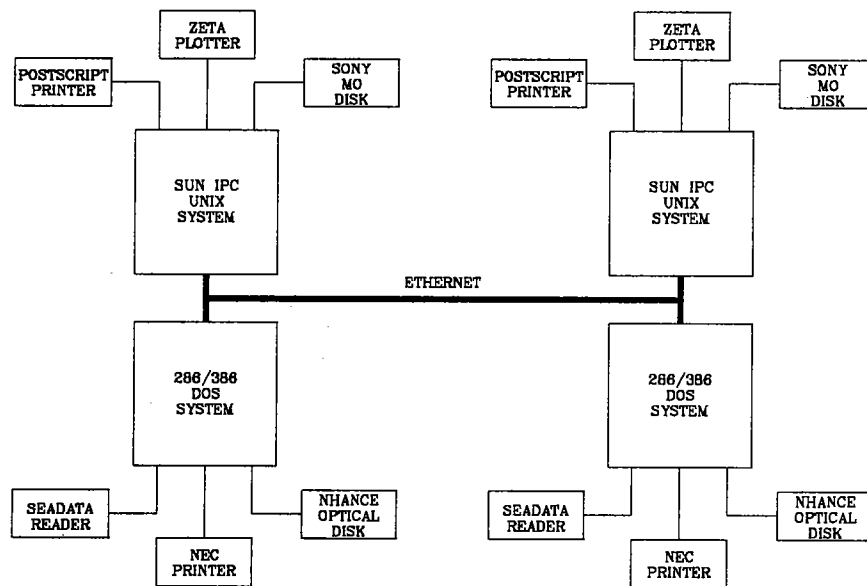 ZETA
PLOTTER
POSTSCRIPT
PRINTER
SONY
MO
DISK
SUN IPC
UNIX
SYSTEM
ZETA
PLOTTER
POSTSCRIPT
PRINTER
SONY
MO
DISK
SUN IPC
UNIX
SYSTEM
ETHERNET
286/386
DOS
SYSTEM
SEADATA
READER
NHANCE
OPTICAL
DISK
NEC
PRINTER
286/386
DOS
SYSTEM
SEADATA
READER
NHANCE
OPTICAL
DISK
NEC
PRINTER